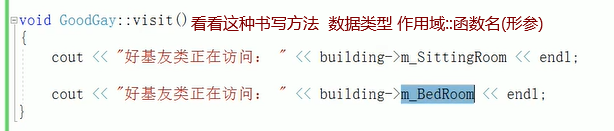 void GoodGay::visit() 看看这种书写方法 数据类型 作用域::函数名(形参)
{
cout << "好基友类正在访问： " << building->m_SittingRoom << endl;
cout << "好基友类正在访问： " << building->m_BedRoom << endl;
}